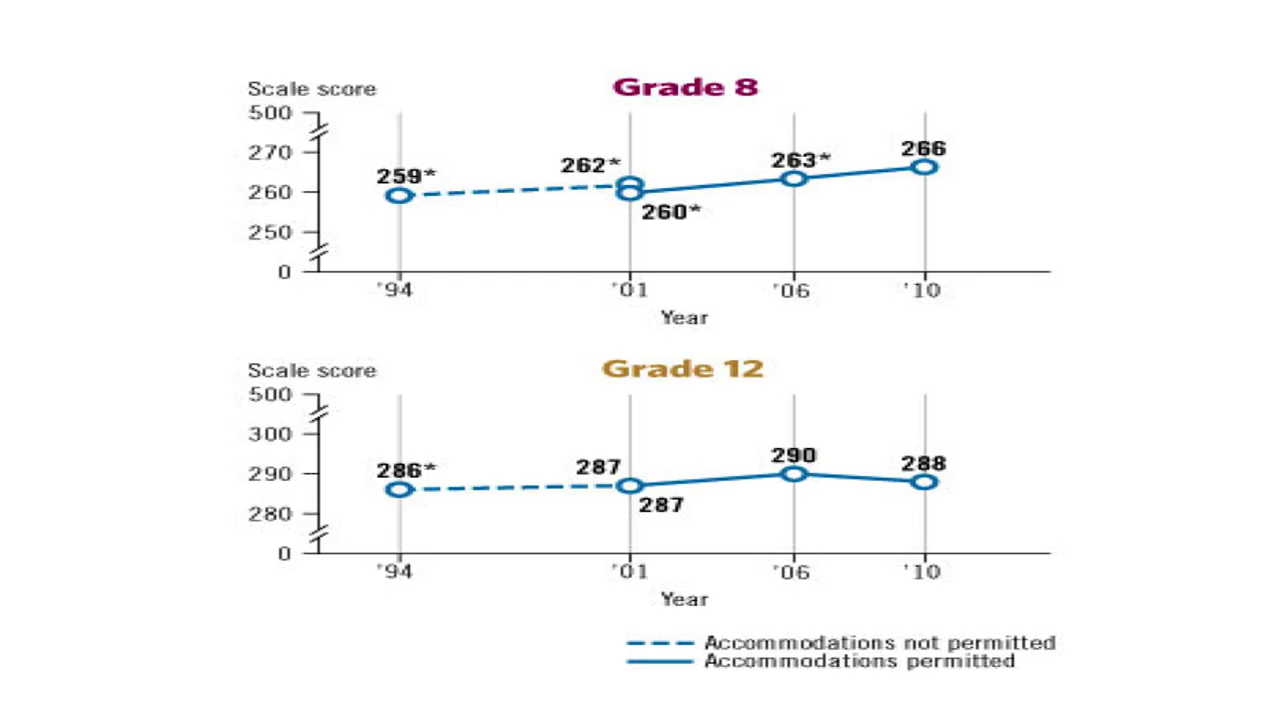 Grade 8
Scale score
500
270
260
250
0
259*
262*
260*
263*
266
'94 '01 '06 '10
Year
Grade 12
Scale score
500
300
290
280
0
286*
287
287
290
288
'94 '01 '06 '10
Year
Accommodations not permitted
Accommodations permitted